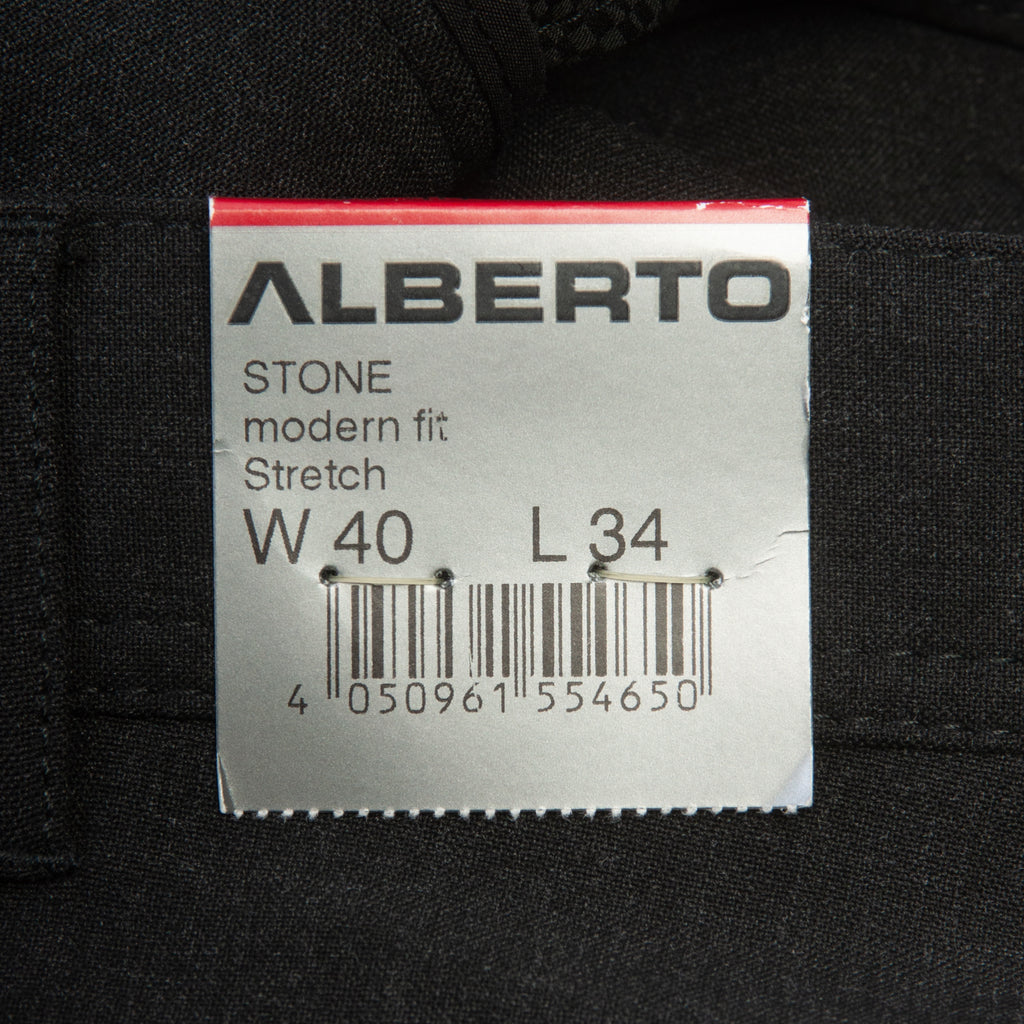 ALBERTO
STONE
modern fit
Stretch
W 40 L 34
4 050961 554650